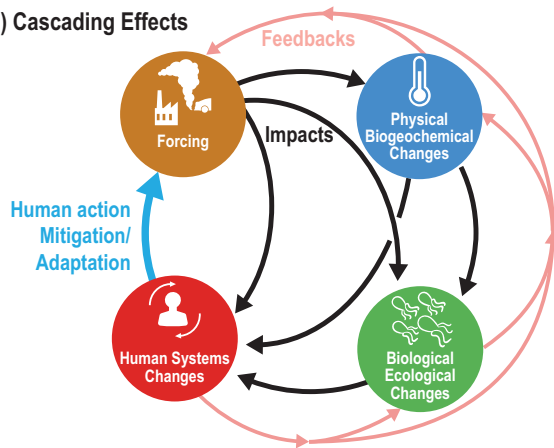 ) Cascading Effects
Feedbacks
Forcing
Physical
Biogeochemical
Changes
Impacts
Human action
Mitigation/
Adaptation
Human Systems
Changes
Biological
Ecological
Changes